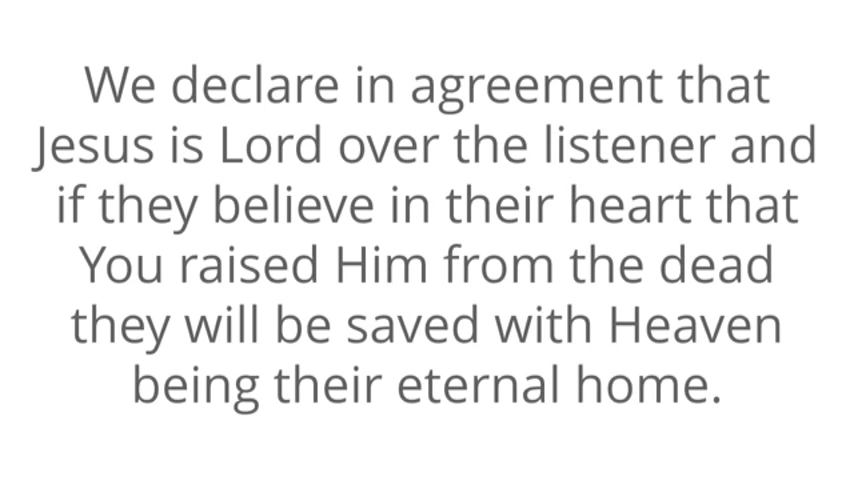 We declare in agreement that
Jesus is Lord over the listener and
if they believe in their heart that
You raised Him from the dead
they will be saved with Heaven
being their eternal home.